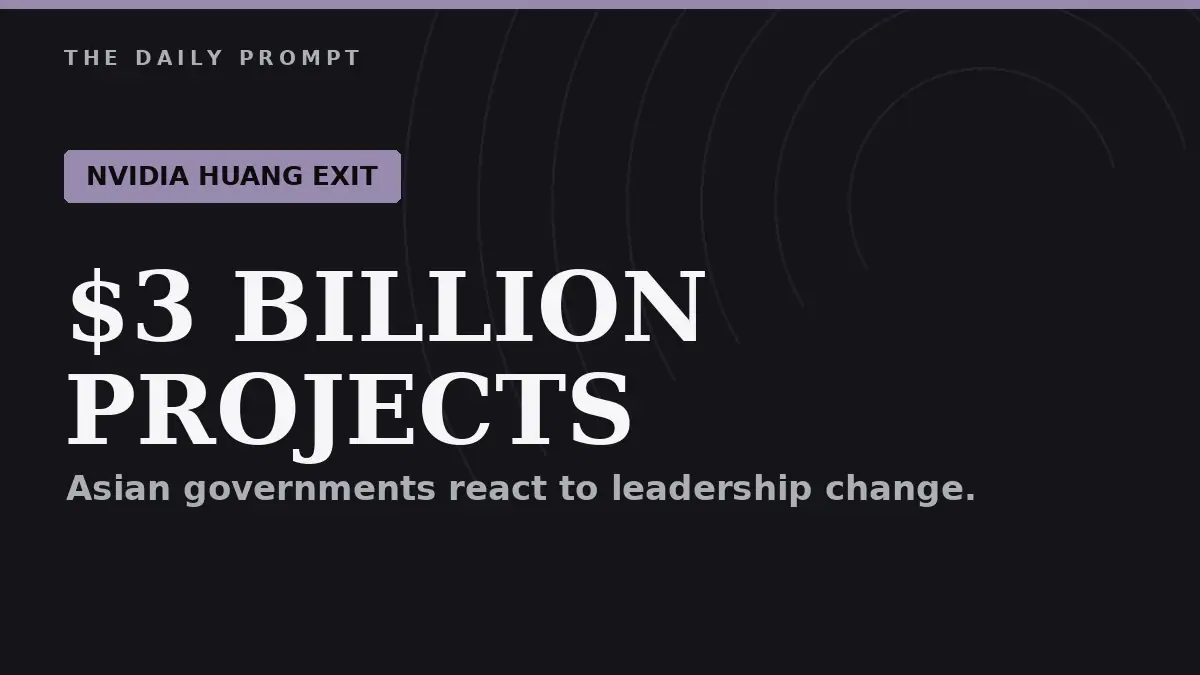 THE DAILY PROMPT
NVIDIA HUANG EXIT
$3 BILLION
PROJECTS
Asian governments react to leadership change.